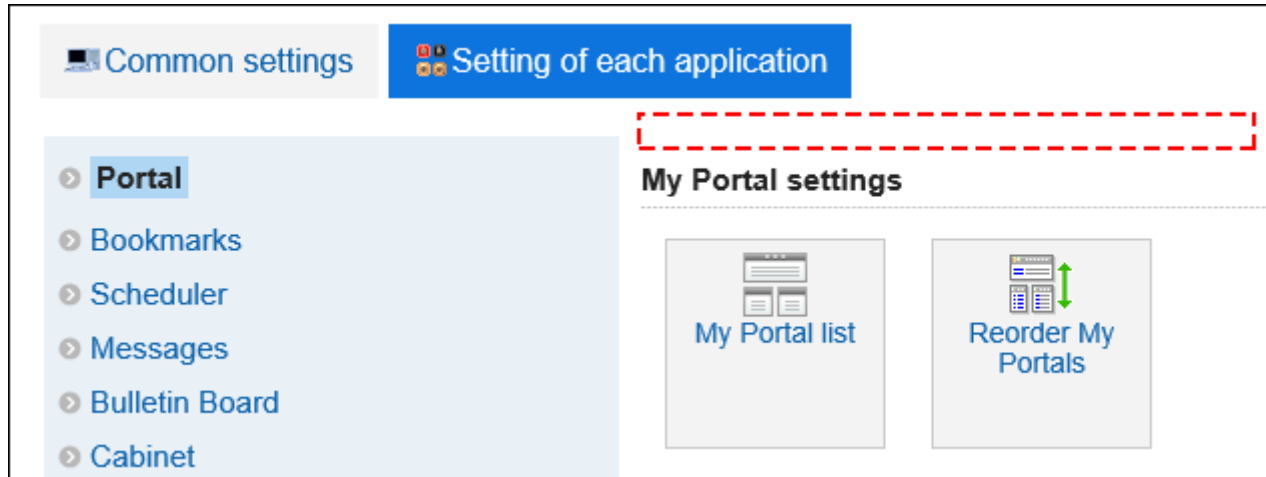 Common settings
Setting of each application
Portal
Bookmarks
Scheduler
Messages
Bulletin Board
Cabinet
My Portal settings
My Portal list
Reorder My
Portals